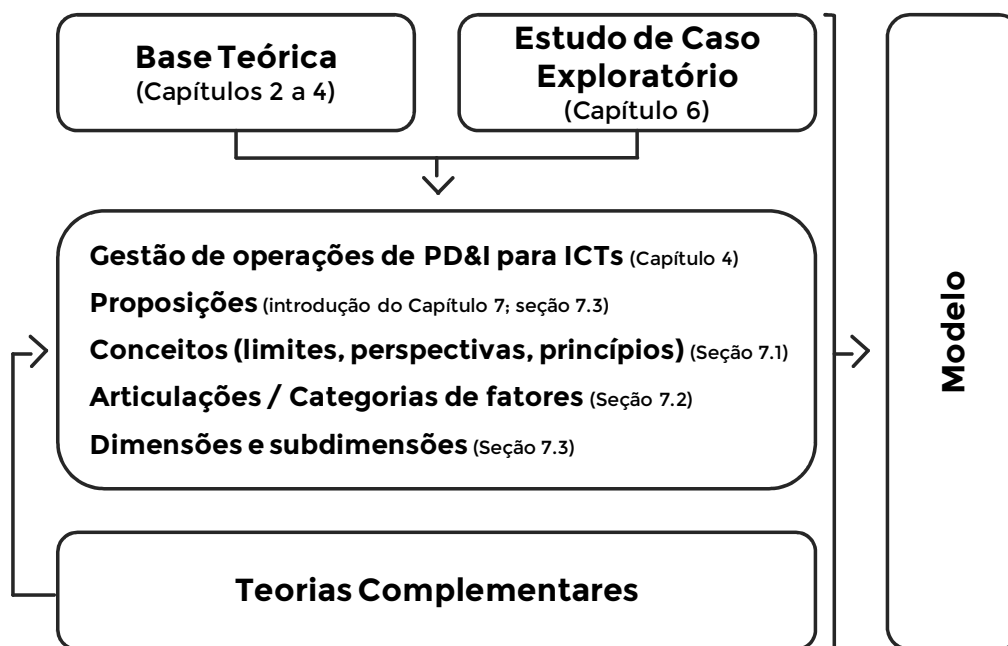 Base Teórica
(Capítulos 2 a 4)
Estudo de Caso
Exploratório
(Capítulo 6)
Gestão de operações de PD&I para ICTs (Capítulo 4)
Proposições (introdução do Capítulo 7; seção 7.3)
Conceitos (limites, perspectivas, princípios) (Seção 7.1)
Articulações / Categorias de fatores (Seção 7.2)
Dimensões e subdimensões (Seção 7.3)
Teorias Complementares
Modelo